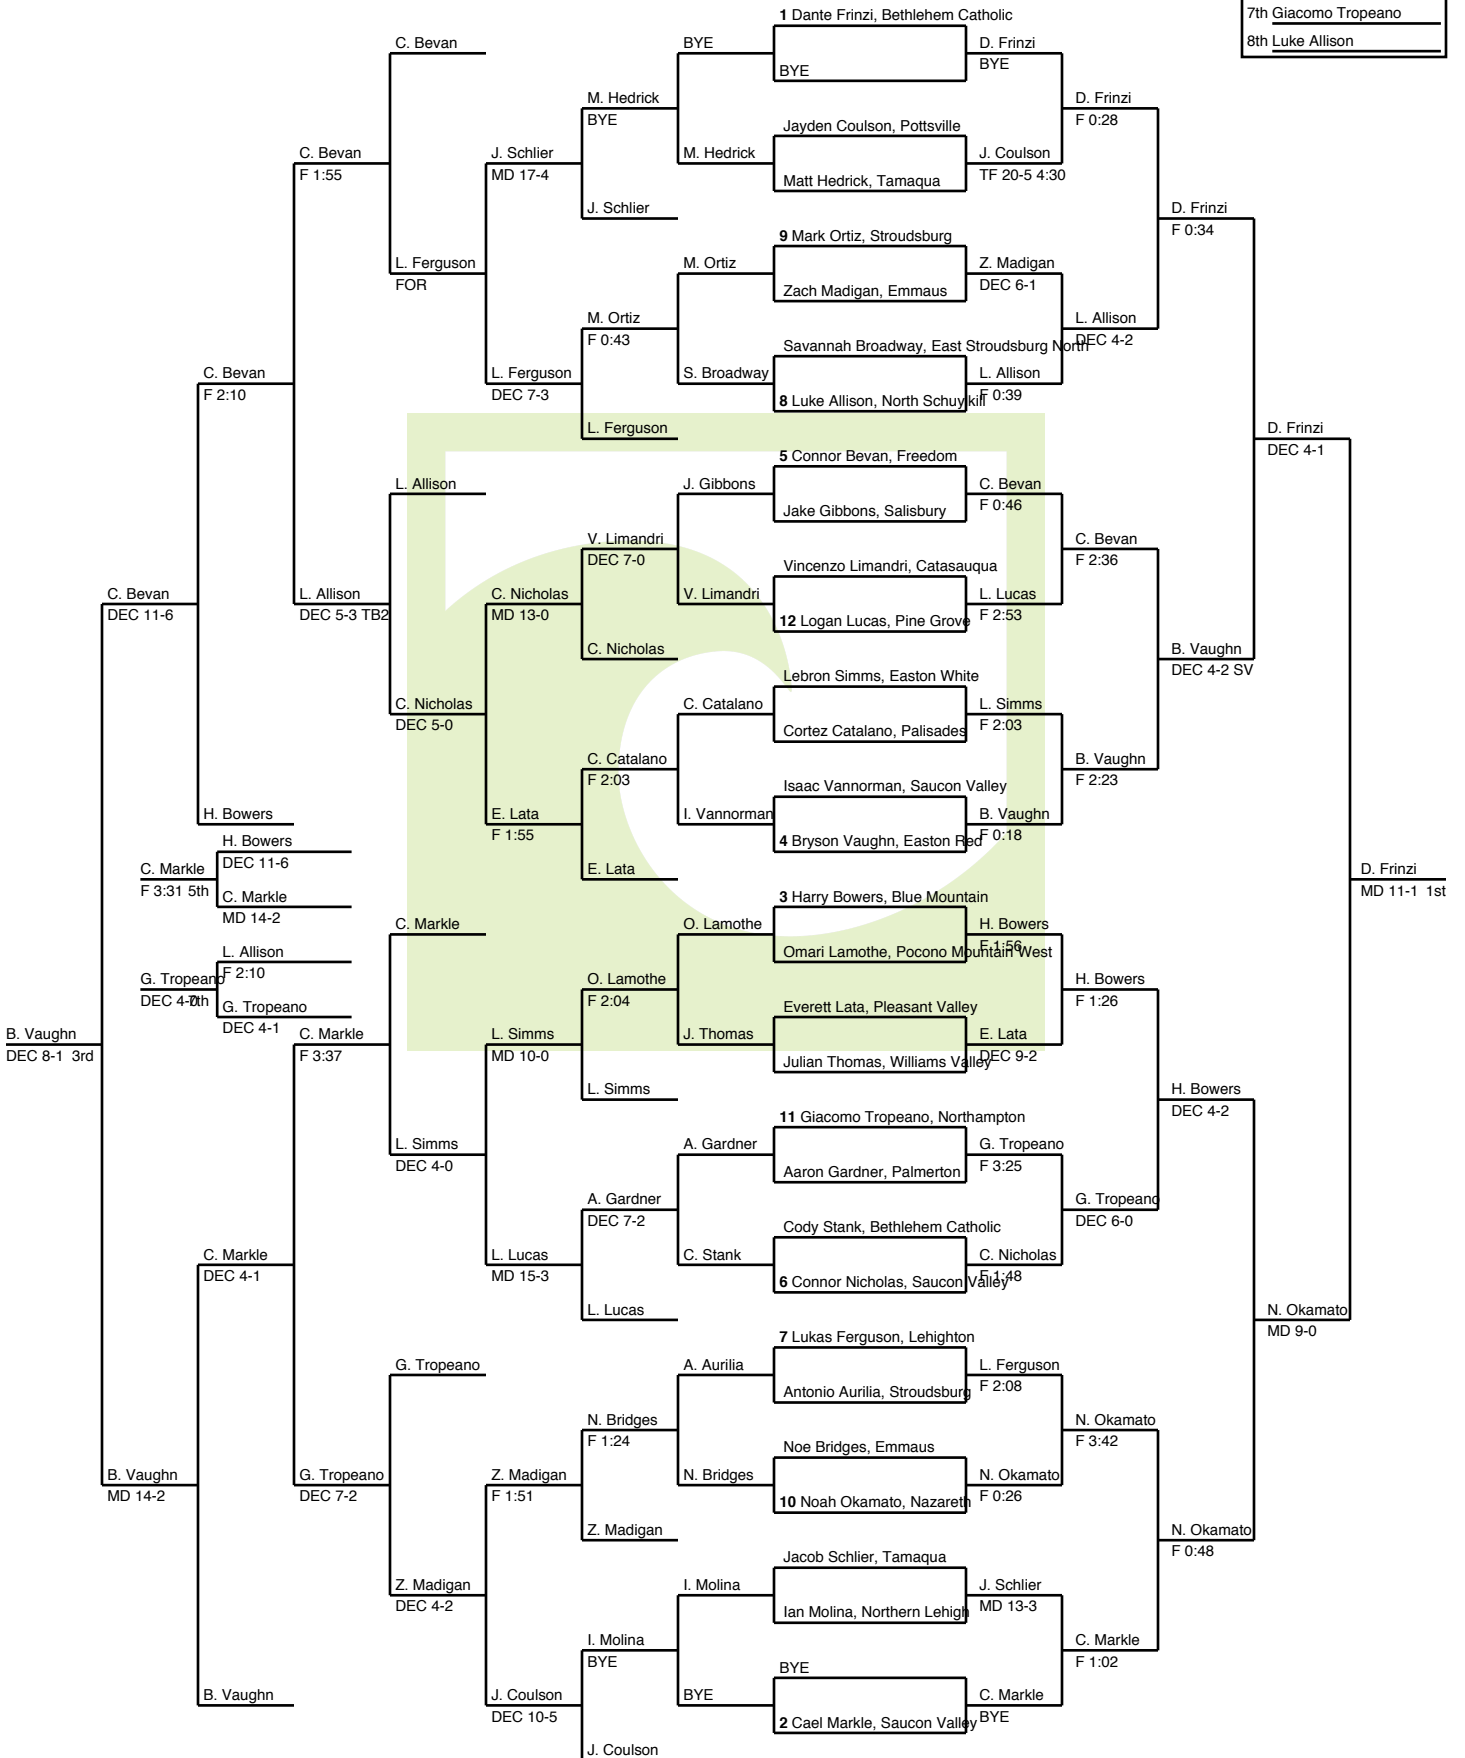 1 Dante Frinzi, Bethlehem Catholic
7th Giacomo Tropeano
8th Luke Allison
C. Bevan
BYE
D. Frinzi
BYE
BYE
M. Hedrick
BYE
D. Frinzi
F 0:28
Jayden Coulson, Pottsville
C. Bevan
F 1:55
J. Schlier
MD 17-4
M. Hedrick
J. Coulson
TF 20-5 4:30
Matt Hedrick, Tamaqua
J. Schlier
D. Frinzi
F 0:34
9 Mark Ortiz, Stroudsburg
L. Ferguson
FOR
M. Ortiz
Z. Madigan
DEC 6-1
Zach Madigan, Emmaus
M. Ortiz
F 0:43
L. Allison
DEC 4-2
Savannah Broadway, East Stroudsburg North
C. Bevan
F 2:10
L. Ferguson
DEC 7-3
S. Broadway
L. Allison
F 0:39
8 Luke Allison, North Schuylkill
L. Ferguson
D. Frinzi
DEC 4-1
5 Connor Bevan, Freedom
L. Allison
J. Gibbons
C. Bevan
F 0:46
Jake Gibbons, Salisbury
V. Limandri
DEC 7-0
C. Bevan
F 2:36
Vincenzo Limandri, Catasauqua
C. Bevan
DEC 11-6
L. Allison
DEC 5-3 TB2
C. Nicholas
MD 13-0
V. Limandri
L. Lucas
F 2:53
12 Logan Lucas, Pine Grove
C. Nicholas
B. Vaughn
DEC 4-2 SV
Lebron Simms, Easton White
C. Nicholas
DEC 5-0
C. Catalano
L. Simms
F 2:03
Cortez Catalano, Palisades
C. Catalano
F 2:03
B. Vaughn
F 2:23
Isaac Vannorman, Saucon Valley
H. Bowers
E. Lata
F 1:55
I. Vannorman
B. Vaughn
F 0:18
4 Bryson Vaughn, Easton Red
H. Bowers
DEC 11-6
C. Markle
F 3:31 5th
E. Lata
D. Frinzi
MD 11-1 1st
C. Markle
MD 14-2
3 Harry Bowers, Blue Mountain
C. Markle
O. Lamothe
H. Bowers
F 1:56
Omari Lamothe, Pocono Mountain West
L. Allison
F 2:10
G. Tropeano
DEC 4-0 7th
O. Lamothe
F 2:04
H. Bowers
F 1:26
G. Tropeano
DEC 4-1
Everett Lata, Pleasant Valley
B. Vaughn
DEC 8-1 3rd
C. Markle
F 3:37
L. Simms
MD 10-0
J. Thomas
E. Lata
DEC 9-2
Julian Thomas, Williams Valley
L. Simms
H. Bowers
DEC 4-2
11 Giacomo Tropeano, Northampton
L. Simms
DEC 4-0
A. Gardner
G. Tropeano
F 3:25
Aaron Gardner, Palmerton
A. Gardner
DEC 7-2
G. Tropeano
DEC 6-0
Cody Stank, Bethlehem Catholic
C. Markle
DEC 4-1
L. Lucas
MD 15-3
C. Stank
C. Nicholas
F 1:48
6 Connor Nicholas, Saucon Valley
L. Lucas
N. Okamato
MD 9-0
7 Lukas Ferguson, Lehighton
G. Tropeano
A. Aurilia
L. Ferguson
F 2:08
Antonio Aurilia, Stroudsburg
N. Bridges
F 1:24
N. Okamato
F 3:42
Noe Bridges, Emmaus
B. Vaughn
MD 14-2
G. Tropeano
DEC 7-2
Z. Madigan
F 1:51
N. Bridges
N. Okamato
F 0:26
10 Noah Okamato, Nazareth
Z. Madigan
N. Okamato
F 0:48
Jacob Schlier, Tamaqua
Z. Madigan
DEC 4-2
I. Molina
J. Schlier
MD 13-3
Ian Molina, Northern Lehigh
I. Molina
BYE
C. Markle
F 1:02
BYE
B. Vaughn
J. Coulson
DEC 10-5
BYE
C. Markle
BYE
2 Cael Markle, Saucon Valley
J. Coulson